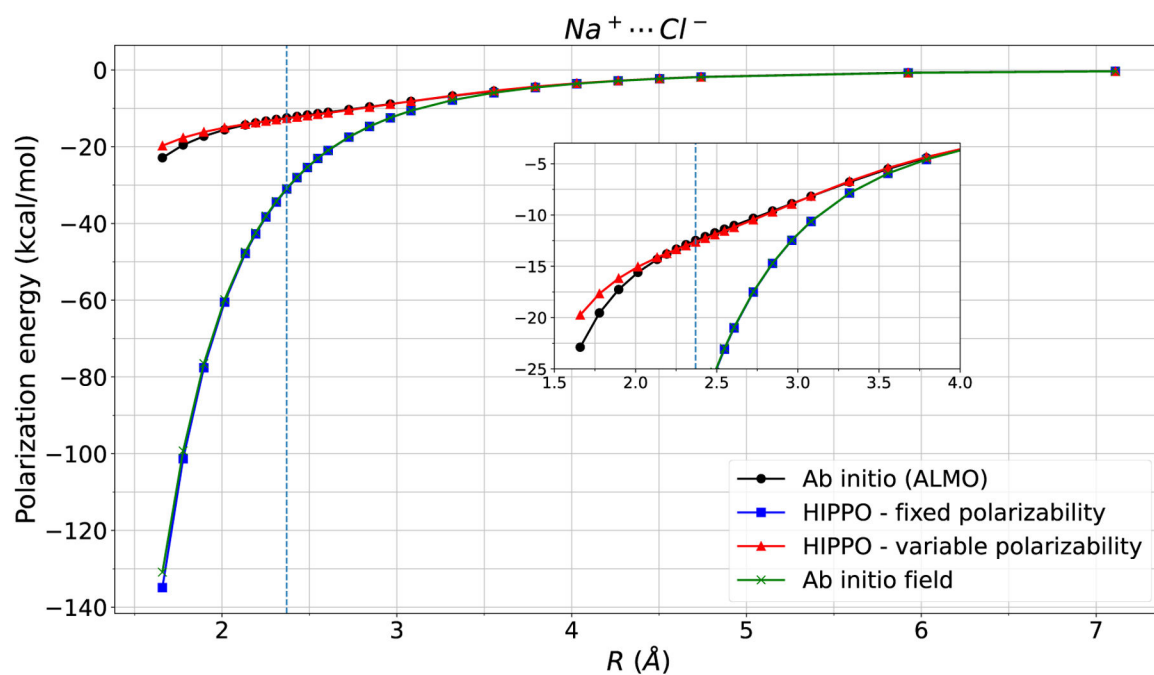 Na⁺ ⋯ Cl⁻
Polarization energy (kcal/mol)
0
−20
−40
−60
−80
−100
−120
−140
−5
−10
−15
−20
−25
1.5 2.0 2.5 3.0 3.5 4.0
Ab initio (ALMO)
HIPPO - fixed polarizability
HIPPO - variable polarizability
Ab initio field
2 3 4 5 6 7
R (Å)